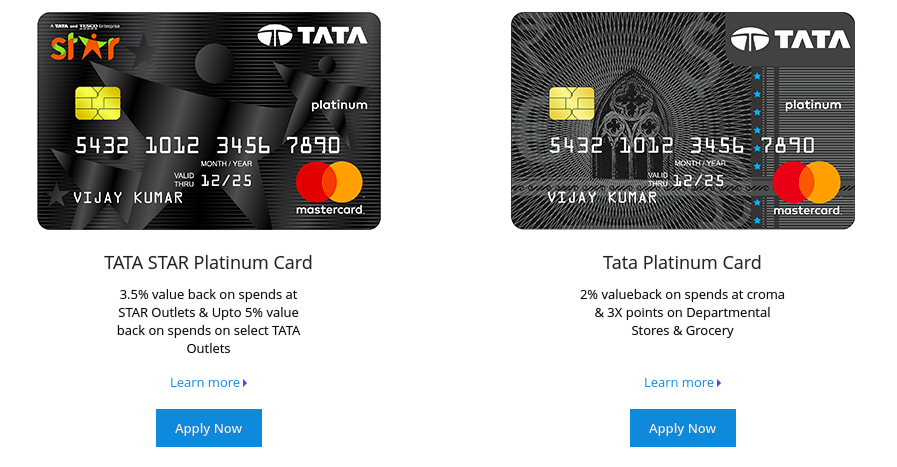 A TATA and TESCO Enterprise
star
TATA
platinum
5432 1012 3456 7890
MONTH / YEAR
VALID THRU 12/25
VIJAY KUMAR
mastercard.
TATA STAR Platinum Card
3.5% value back on spends at
STAR Outlets & Upto 5% value
back on spends on select TATA
Outlets
Learn more
Apply Now
TATA
platinum
5432 1012 3456 7890
MONTH / YEAR
VALID THRU 12/25
VIJAY KUMAR
mastercard.
Tata Platinum Card
2% valueback on spends at croma
& 3X points on Departmental
Stores & Grocery
Learn more
Apply Now